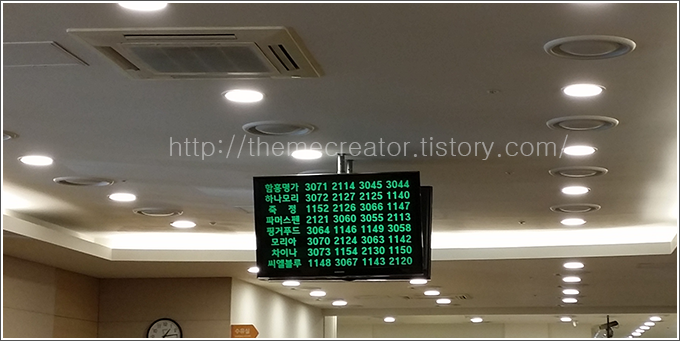 http://themecreator.tistory.com/
맘홍명가 3071 2114 3045 3044
하나모리 3072 2127 2125 1140
죽 정 1152 2126 3066 1147
파머스펜 2121 3060 3055 2113
핑거푸드 3064 1146 1149 3058
모리아 3070 2124 3063 1142
차이나 3073 1154 2130 1150
씨엘블루 1148 3067 1143 2120